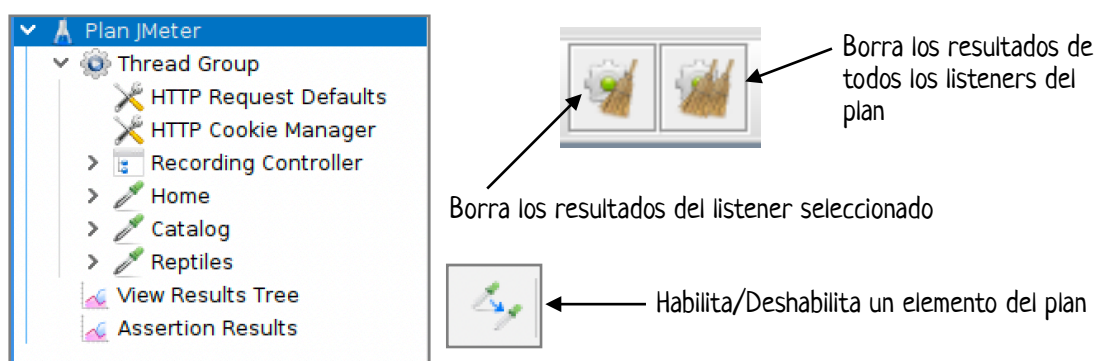 Plan JMeter
Thread Group
HTTP Request Defaults
HTTP Cookie Manager
Recording Controller
Home
Catalog
Reptiles
View Results Tree
Assertion Results
Borra los resultados de
todos los listeners del
plan
Borra los resultados del listener seleccionado
Habilita/Deshabilita un elemento del plan